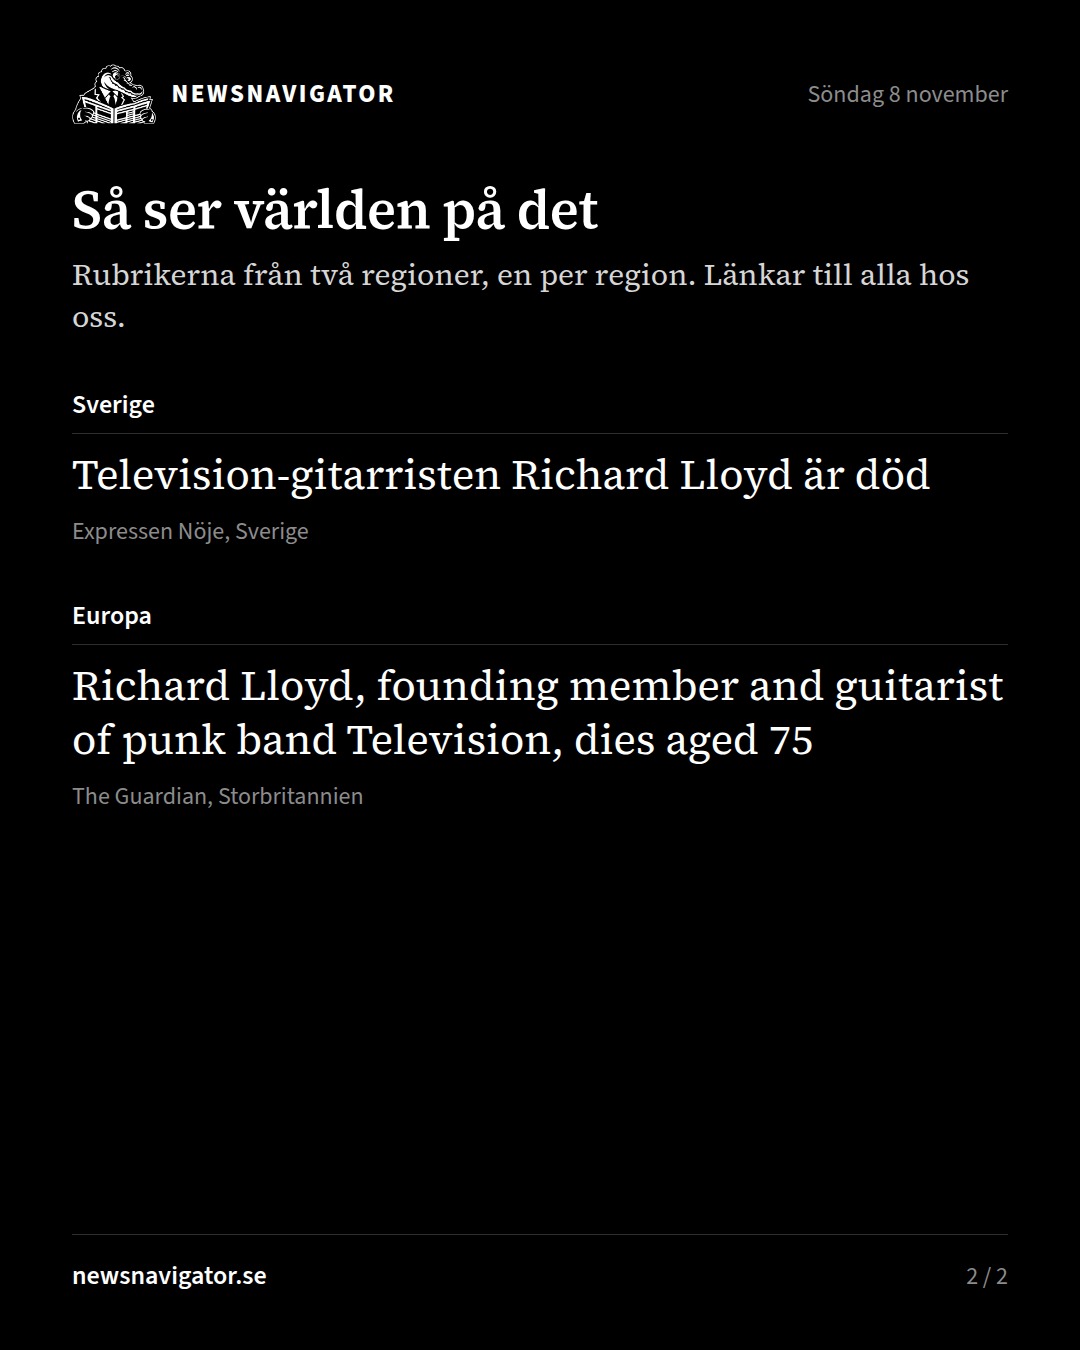 NEWSNAVIGATOR
Söndag 8 november
Så ser världen på det
Rubrikerna från två regioner, en per region. Länkar till alla hos
oss.
Sverige
Television-gitarristen Richard Lloyd är död
Expressen Nöje, Sverige
Europa
Richard Lloyd, founding member and guitarist
of punk band Television, dies aged 75
The Guardian, Storbritannien
newsnavigator.se
2 / 2